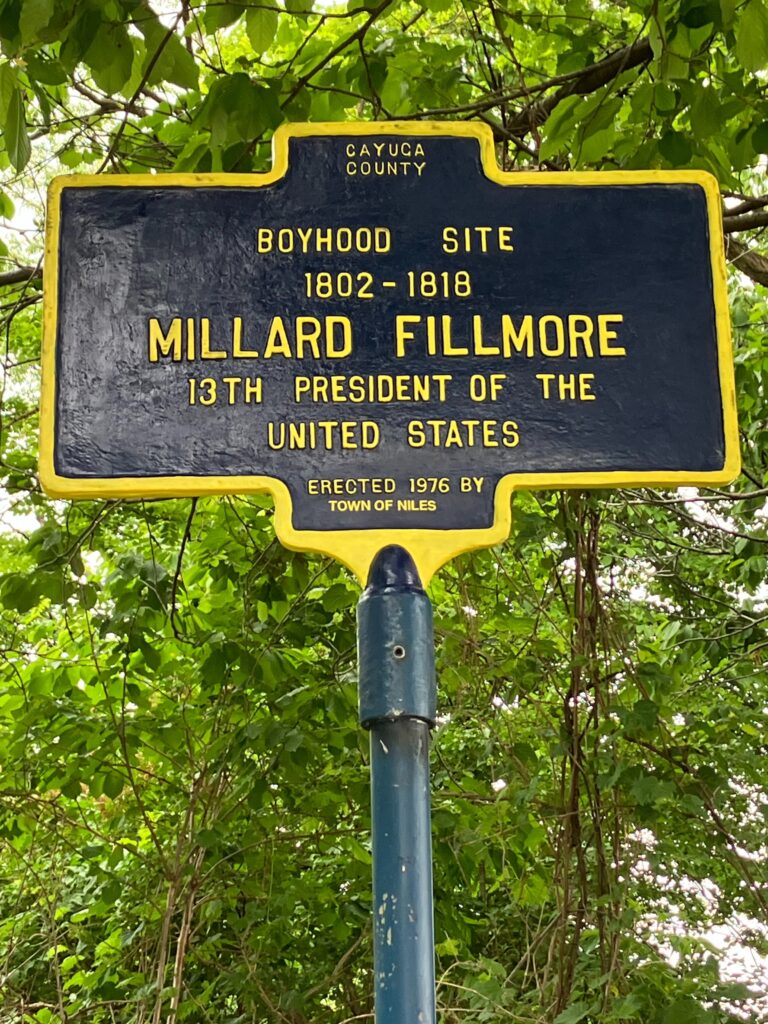 CAYUGA
COUNTY
BOYHOOD SITE
1802-1818
MILLARD FILLMORE
13TH PRESIDENT OF THE
UNITED STATES
ERECTED 1976 BY
TOWN OF NILES